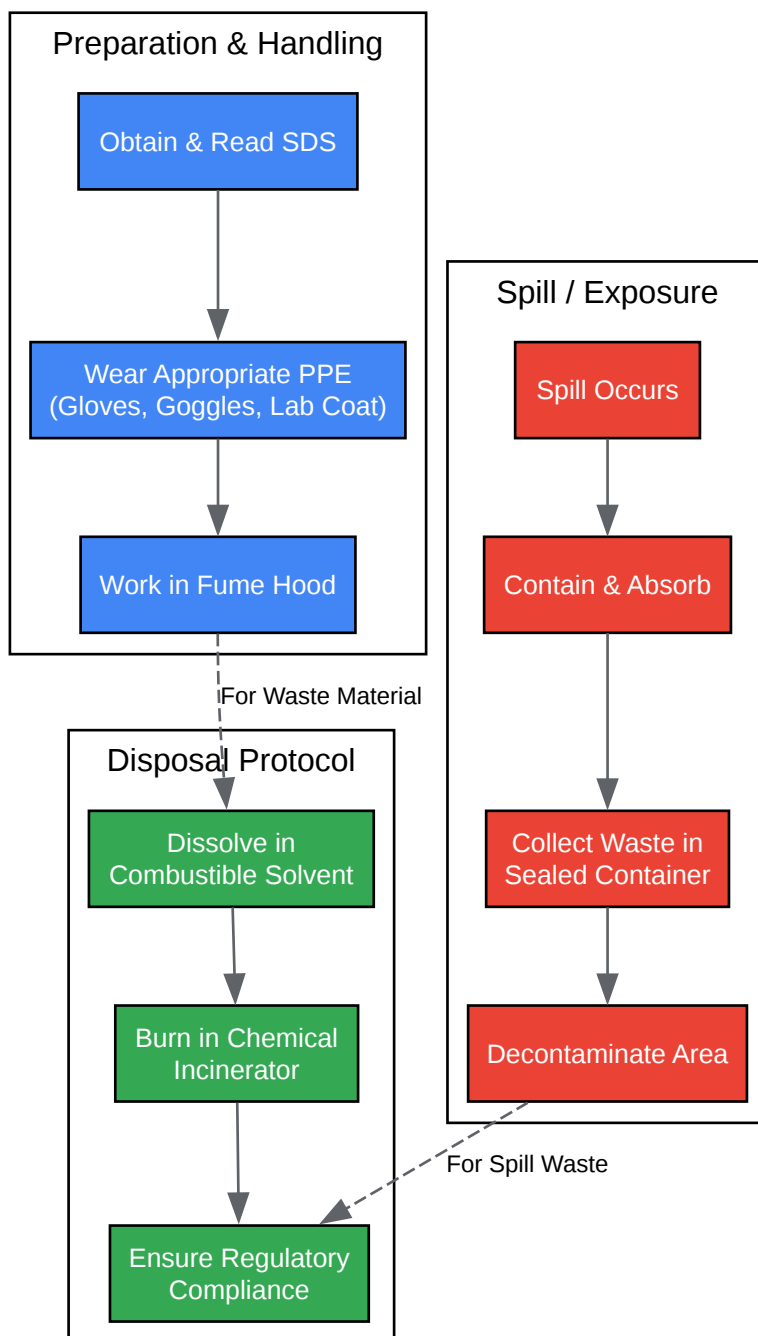 Preparation & Handling
Obtain & Read SDS
Wear Appropriate PPE
(Gloves, Goggles, Lab Coat)
Work in Fume Hood
For Waste Material
Disposal Protocol
Dissolve in
Combustible Solvent
Burn in Chemical
Incinerator
Ensure Regulatory
Compliance
Spill / Exposure
Spill Occurs
Contain & Absorb
Collect Waste in
Sealed Container
Decontaminate Area
For Spill Waste